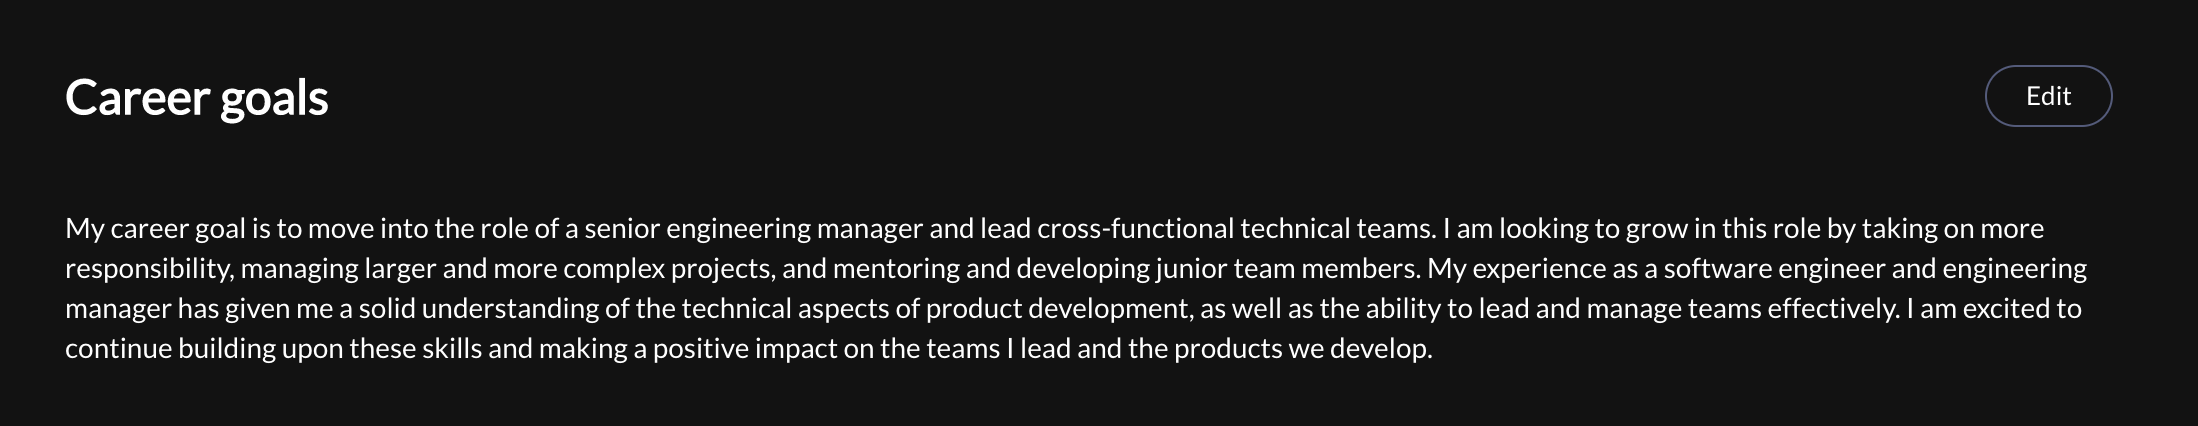 Career goals
Edit
My career goal is to move into the role of a senior engineering manager and lead cross-functional technical teams. I am looking to grow in this role by taking on more
responsibility, managing larger and more complex projects, and mentoring and developing junior team members. My experience as a software engineer and engineering
manager has given me a solid understanding of the technical aspects of product development, as well as the ability to lead and manage teams effectively. I am excited to
continue building upon these skills and making a positive impact on the teams I lead and the products we develop.